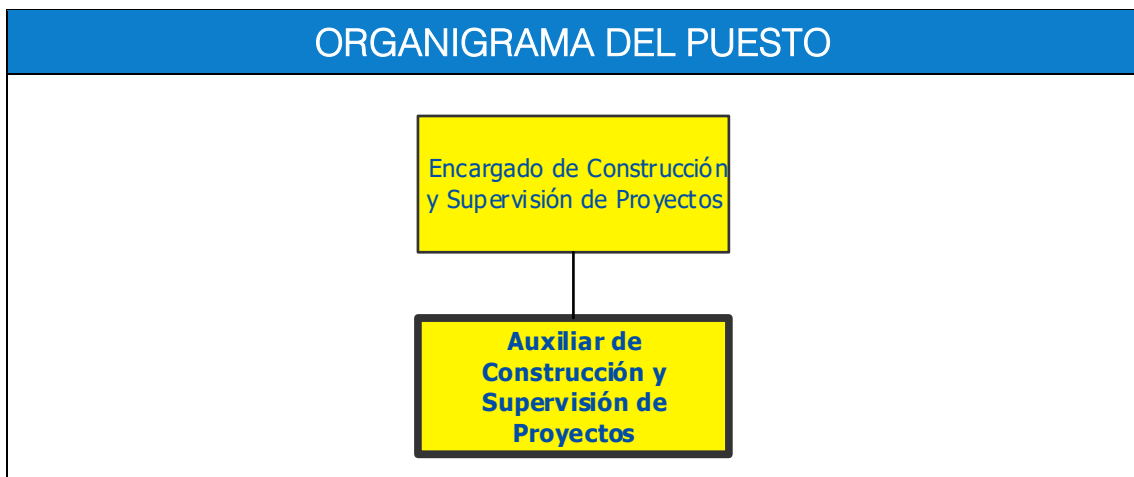 ORGANIGRAMA DEL PUESTO
Encargado de Construcción
y Supervisión de Proyectos
Auxiliar de
Construcción y
Supervisión de
Proyectos